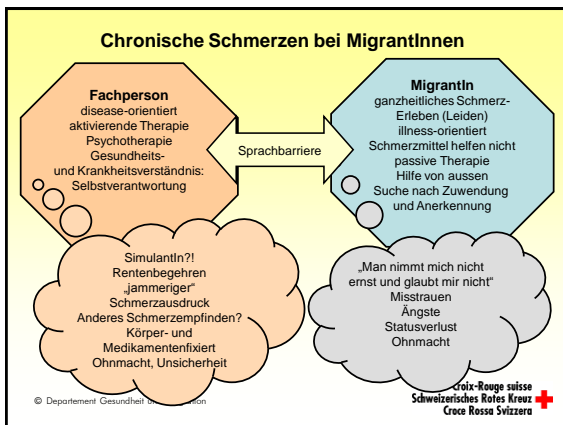 Chronische Schmerzen bei MigrantInnen
Fachperson
disease-orientiert
aktivierende Therapie
Psychotherapie
Gesundheits-
und Krankheitsverständnis:
Selbstverantwortung
Sprachbarriere
MigrantIn
ganzheitliches Schmerz-
Erleben (Leiden)
illness-orientiert
Schmerzmittel helfen nicht
passive Therapie
Hilfe von aussen
Suche nach Zuwendung
und Anerkennung
SimulantIn?!
Rentenbegehren
„jammeriger“
Schmerzausdruck
Anderes Schmerzempfinden?
Körper- und
Medikamentenfixiert
Ohnmacht, Unsicherheit
„Man nimmt mich nicht
ernst und glaubt mir nicht“
Misstrauen
Ängste
Statusverlust
Ohnmacht
© Departement Gesundheit
Croix-Rouge suisse
Schweizerisches Rotes Kreuz
Croce Rossa Svizzera